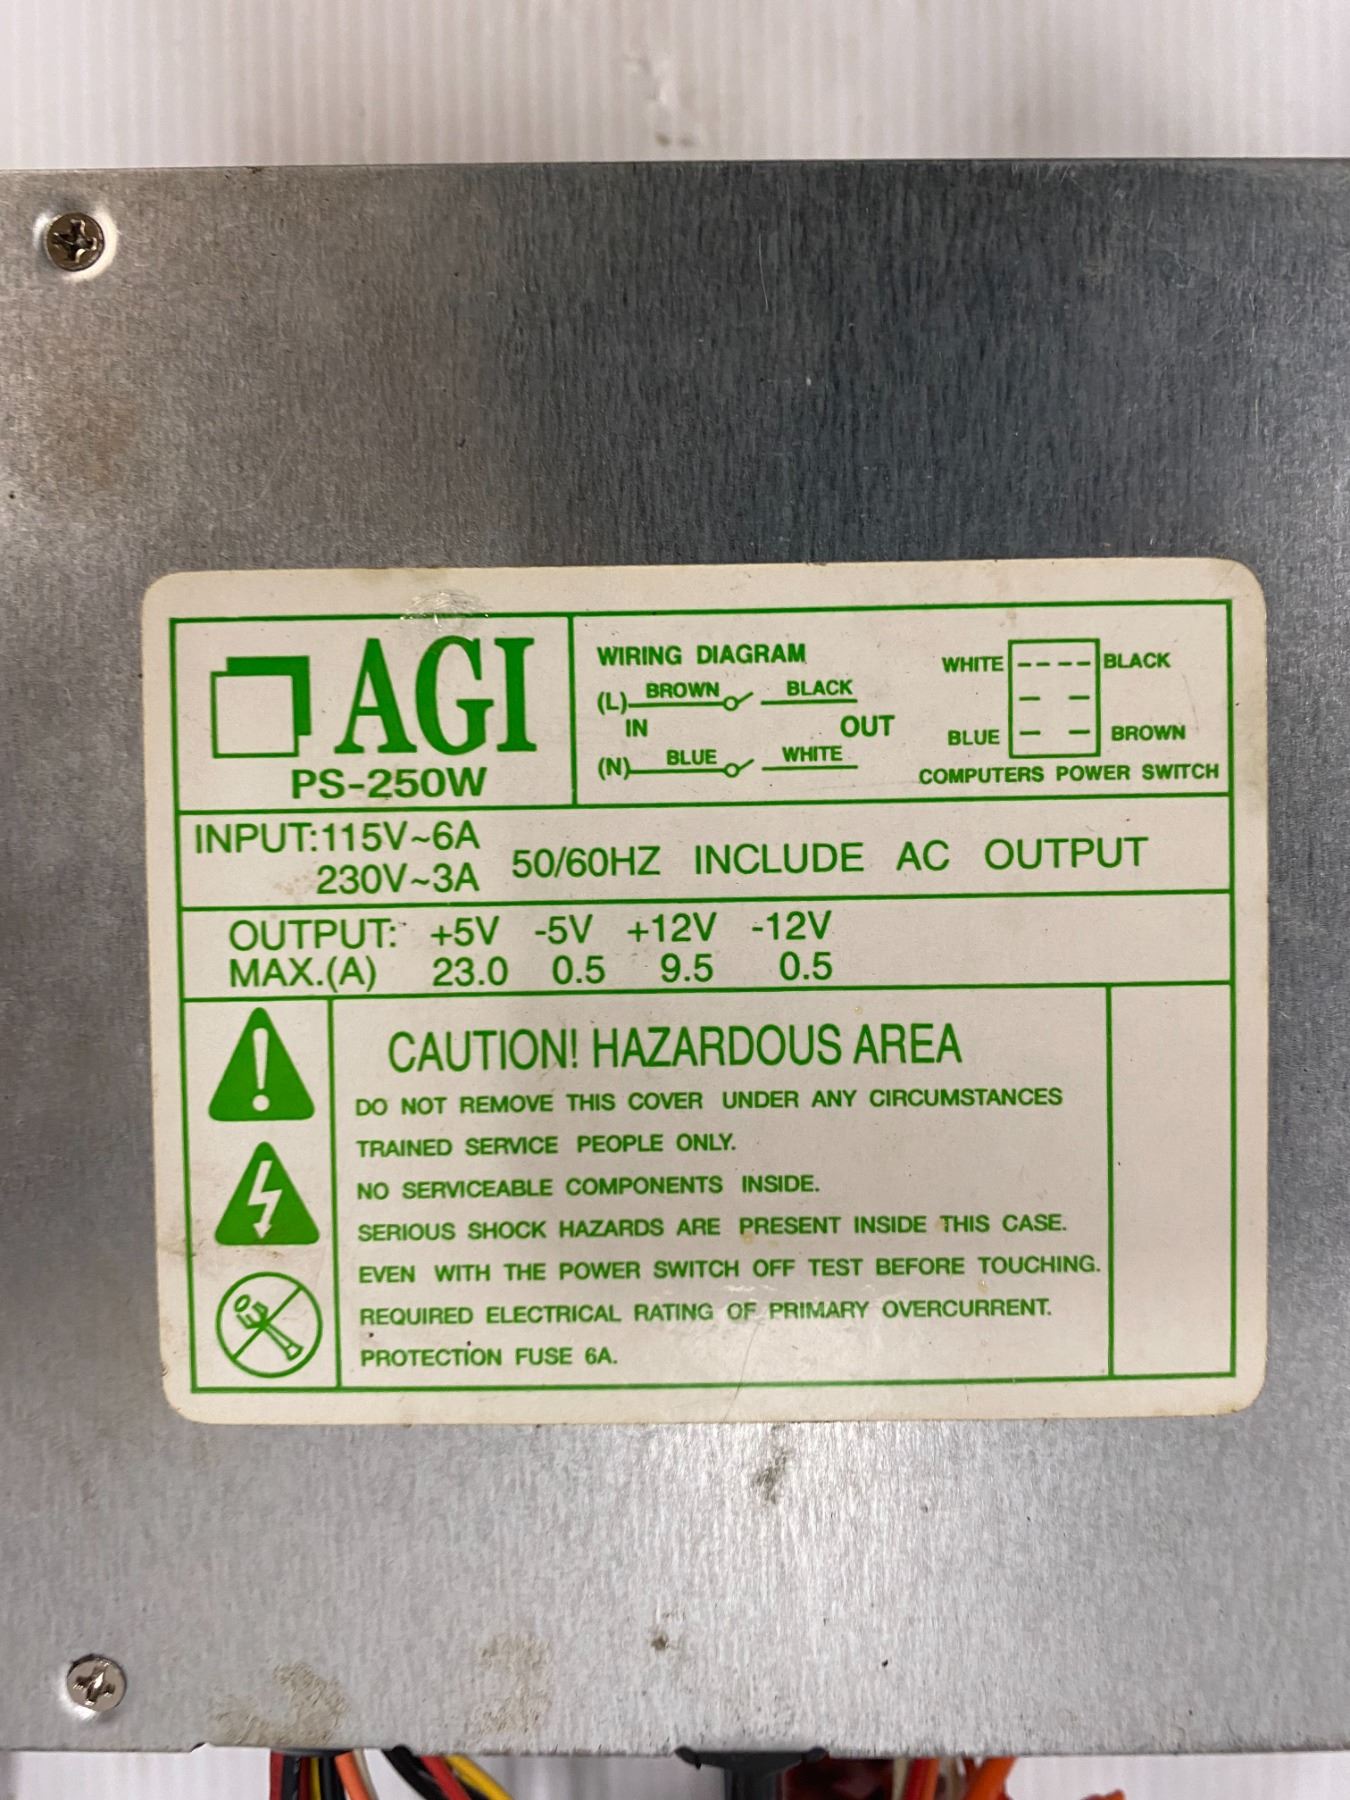 AGI
PS-250W
WIRING DIAGRAM
(L) BROWN BLACK
IN OUT
(N) BLUE WHITE
WHITE BLACK
BLUE BROWN
COMPUTERS POWER SWITCH
INPUT:115V~6A
230V~3A 50/60HZ INCLUDE AC OUTPUT
OUTPUT: +5V -5V +12V -12V
MAX.(A) 23.0 0.5 9.5 0.5
CAUTION! HAZARDOUS AREA
DO NOT REMOVE THIS COVER UNDER ANY CIRCUMSTANCES
TRAINED SERVICE PEOPLE ONLY.
NO SERVICEABLE COMPONENTS INSIDE.
SERIOUS SHOCK HAZARDS ARE PRESENT INSIDE THIS CASE.
EVEN WITH THE POWER SWITCH OFF TEST BEFORE TOUCHING.
REQUIRED ELECTRICAL RATING OF PRIMARY OVERCURRENT.
PROTECTION FUSE 6A.